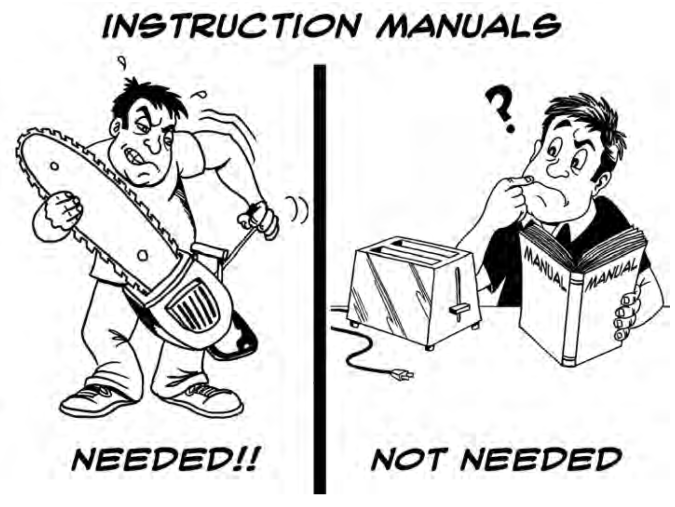 INSTRUCTION MANUALS
?
MANUAL MANUAL
NEEDED!! NOT NEEDED